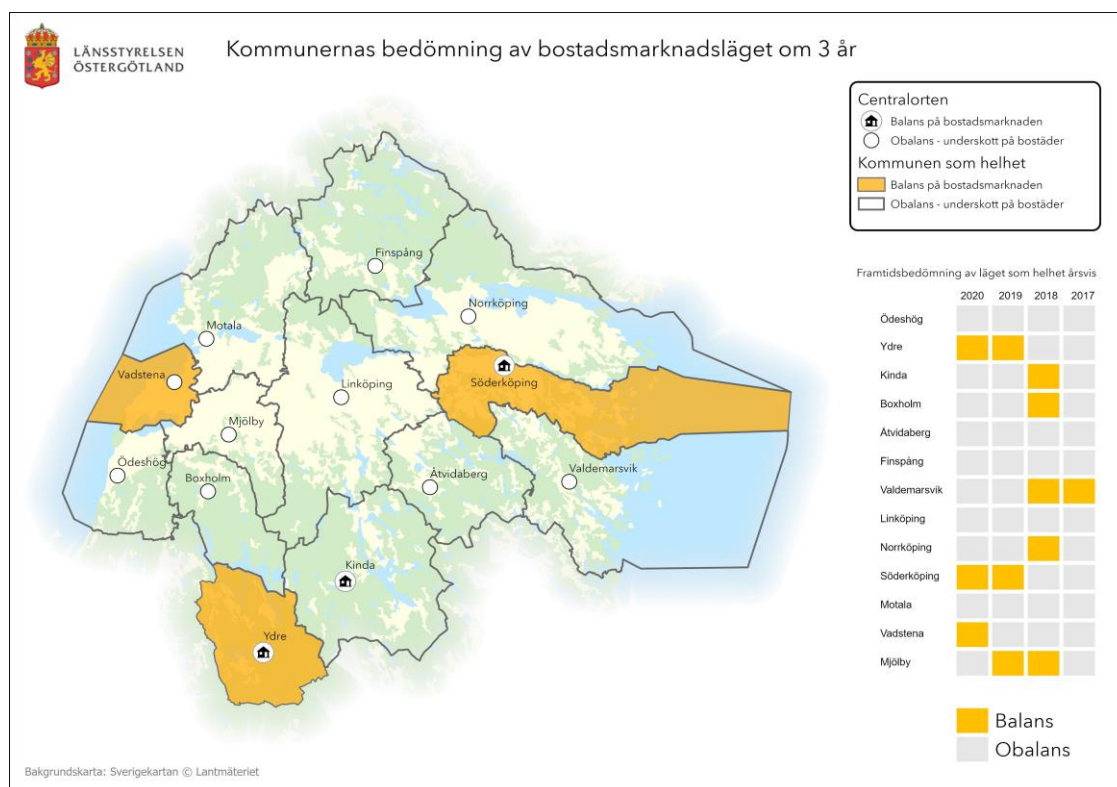 LÄNSSTYRELSEN
ÖSTERGÖTLAND
Kommunernas bedömning av bostadsmarknadsläget om 3 år
Centralorten
Balans på bostadsmarknaden
Obalans - underskott på bostäder
Kommunen som helhet
Balans på bostadsmarknaden
Obalans - underskott på bostäder
Finspång
Norrköping
Motala
Vadstena
Linköping
Söderköping
Mjölby
Ödeshög
Boxholm
Åtvidaberg
Valdemarsvik
Kinda
Ydre
Framtidsbedömning av läget som helhet årsvis
2020 2019 2018 2017
Ödeshög
Ydre
Kinda
Boxholm
Åtvidaberg
Finspång
Valdemarsvik
Linköping
Norrköping
Söderköping
Motala
Vadstena
Mjölby
Balans
Obalans
Bakgrundskarta: Sverigekartan © Lantmäteriet